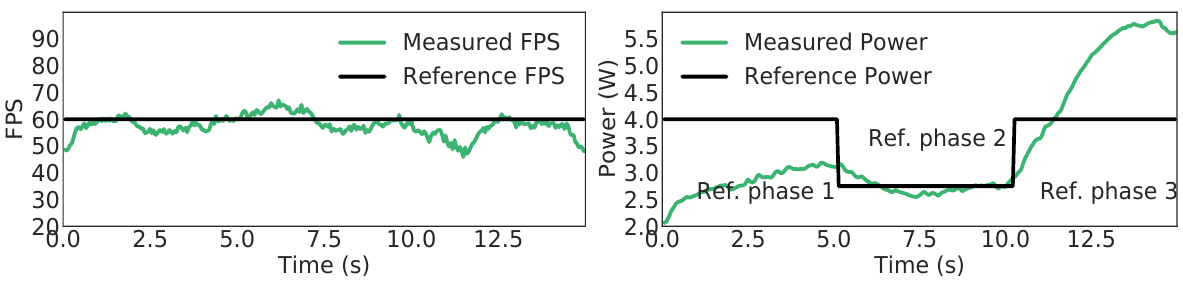 FPS
90
80
70
60
50
40
30
20
0.0 2.5 5.0 7.5 10.0 12.5
Time (s)
Measured FPS
Reference FPS
Power (W)
5.5
5.0
4.5
4.0
3.5
3.0
2.5
2.0
0.0 2.5 5.0 7.5 10.0 12.5
Time (s)
Measured Power
Reference Power
Ref. phase 2
Ref. phase 1
Ref. phase 3